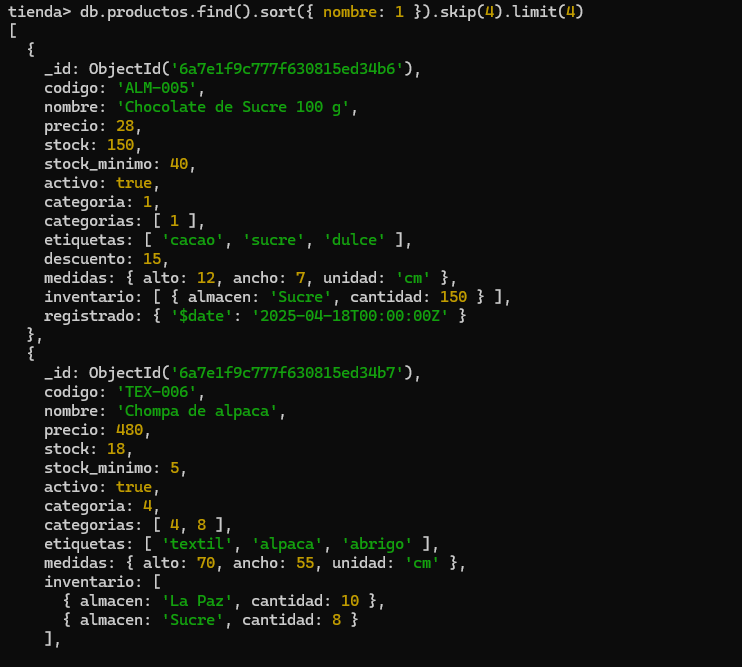 tienda> db.productos.find().sort({ nombre: 1 }).skip(4).limit(4)
[
  {
    _id: ObjectId('6a7e1f9c777f630815ed34b6'),
    codigo: 'ALM-005',
    nombre: 'Chocolate de Sucre 100 g',
    precio: 28,
    stock: 150,
    stock_minimo: 40,
    activo: true,
    categoria: 1,
    categorias: [ 1 ],
    etiquetas: [ 'cacao', 'sucre', 'dulce' ],
    descuento: 15,
    medidas: { alto: 12, ancho: 7, unidad: 'cm' },
    inventario: [ { almacen: 'Sucre', cantidad: 150 } ],
    registrado: { '$date': '2025-04-18T00:00:00Z' }
  },
  {
    _id: ObjectId('6a7e1f9c777f630815ed34b7'),
    codigo: 'TEX-006',
    nombre: 'Chompa de alpaca',
    precio: 480,
    stock: 18,
    stock_minimo: 5,
    activo: true,
    categoria: 4,
    categorias: [ 4, 8 ],
    etiquetas: [ 'textil', 'alpaca', 'abrigo' ],
    medidas: { alto: 70, ancho: 55, unidad: 'cm' },
    inventario: [
      { almacen: 'La Paz', cantidad: 10 },
      { almacen: 'Sucre', cantidad: 8 }
    ],